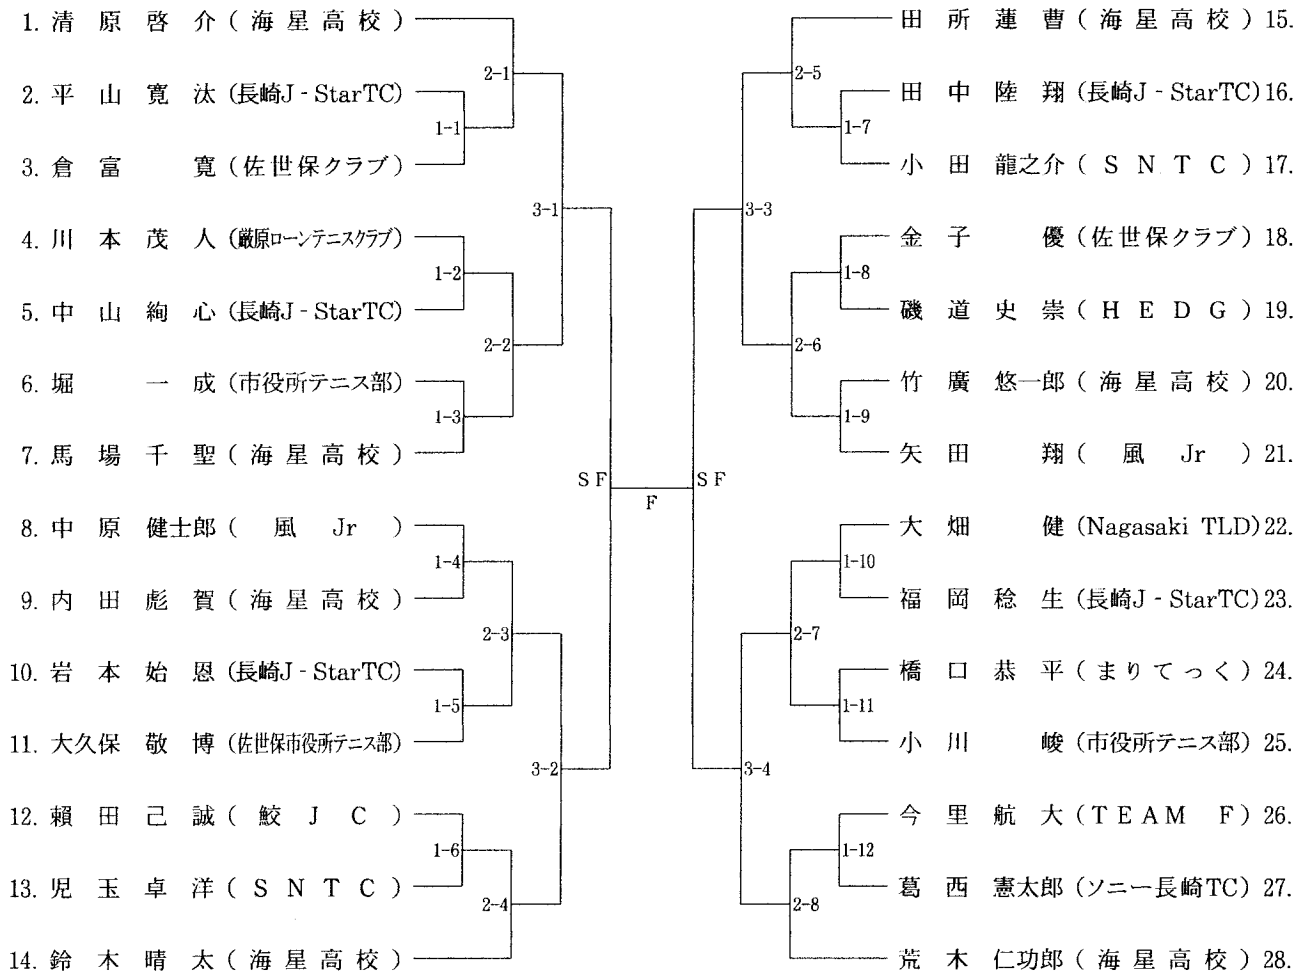 1. 清原啓介(海星高校)
2. 平山寛汰(長崎J-StarTC)
3. 倉富 寛(佐世保クラブ)
4. 川本茂人(厳原ローンテニスクラブ)
5. 中山絢心(長崎J-StarTC)
6. 堀 一成(市役所テニス部)
7. 馬場千聖(海星高校)
8. 中原健士郎(風Jr)
9. 内田彪賀(海星高校)
10. 岩本始恩(長崎J-StarTC)
11. 大久保敬博(佐世保市役所テニス部)
12. 頼田己誠(鮫JC)
13. 児玉卓洋(SNTC)
14. 鈴木晴太(海星高校)
2-1
1-1
3-1
1-2
2-2
1-3
SF
1-4
2-3
1-5
3-2
1-6
2-4
F
2-5
1-7
3-3
1-8
2-6
1-9
SF
1-10
2-7
1-11
3-4
1-12
2-8
田所蓮曹(海星高校)15.
田中陸翔(長崎J-StarTC)16.
小田龍之介(SNTC)17.
金子 優(佐世保クラブ)18.
磯道史崇(HEDG)19.
竹廣悠一郎(海星高校)20.
矢田 翔(風Jr)21.
大畑 健(Nagasaki TLD)22.
福岡稔生(長崎J-StarTC)23.
橋口恭平(まりてっく)24.
小川 峻(市役所テニス部)25.
今里航大(TEAM F)26.
葛西憲太郎(ソニー長崎TC)27.
荒木仁功郎(海星高校)28.